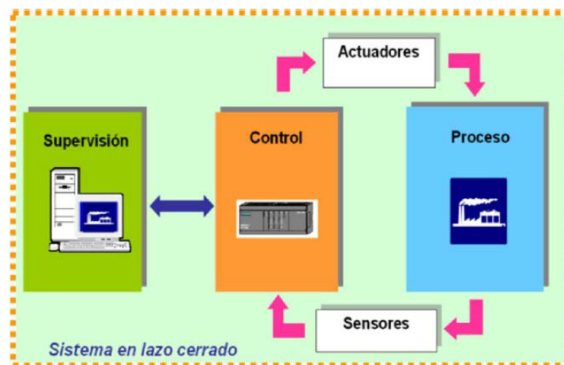 Actuadores
Supervisión
Control
Proceso
Sensores
Sistema en lazo cerrado